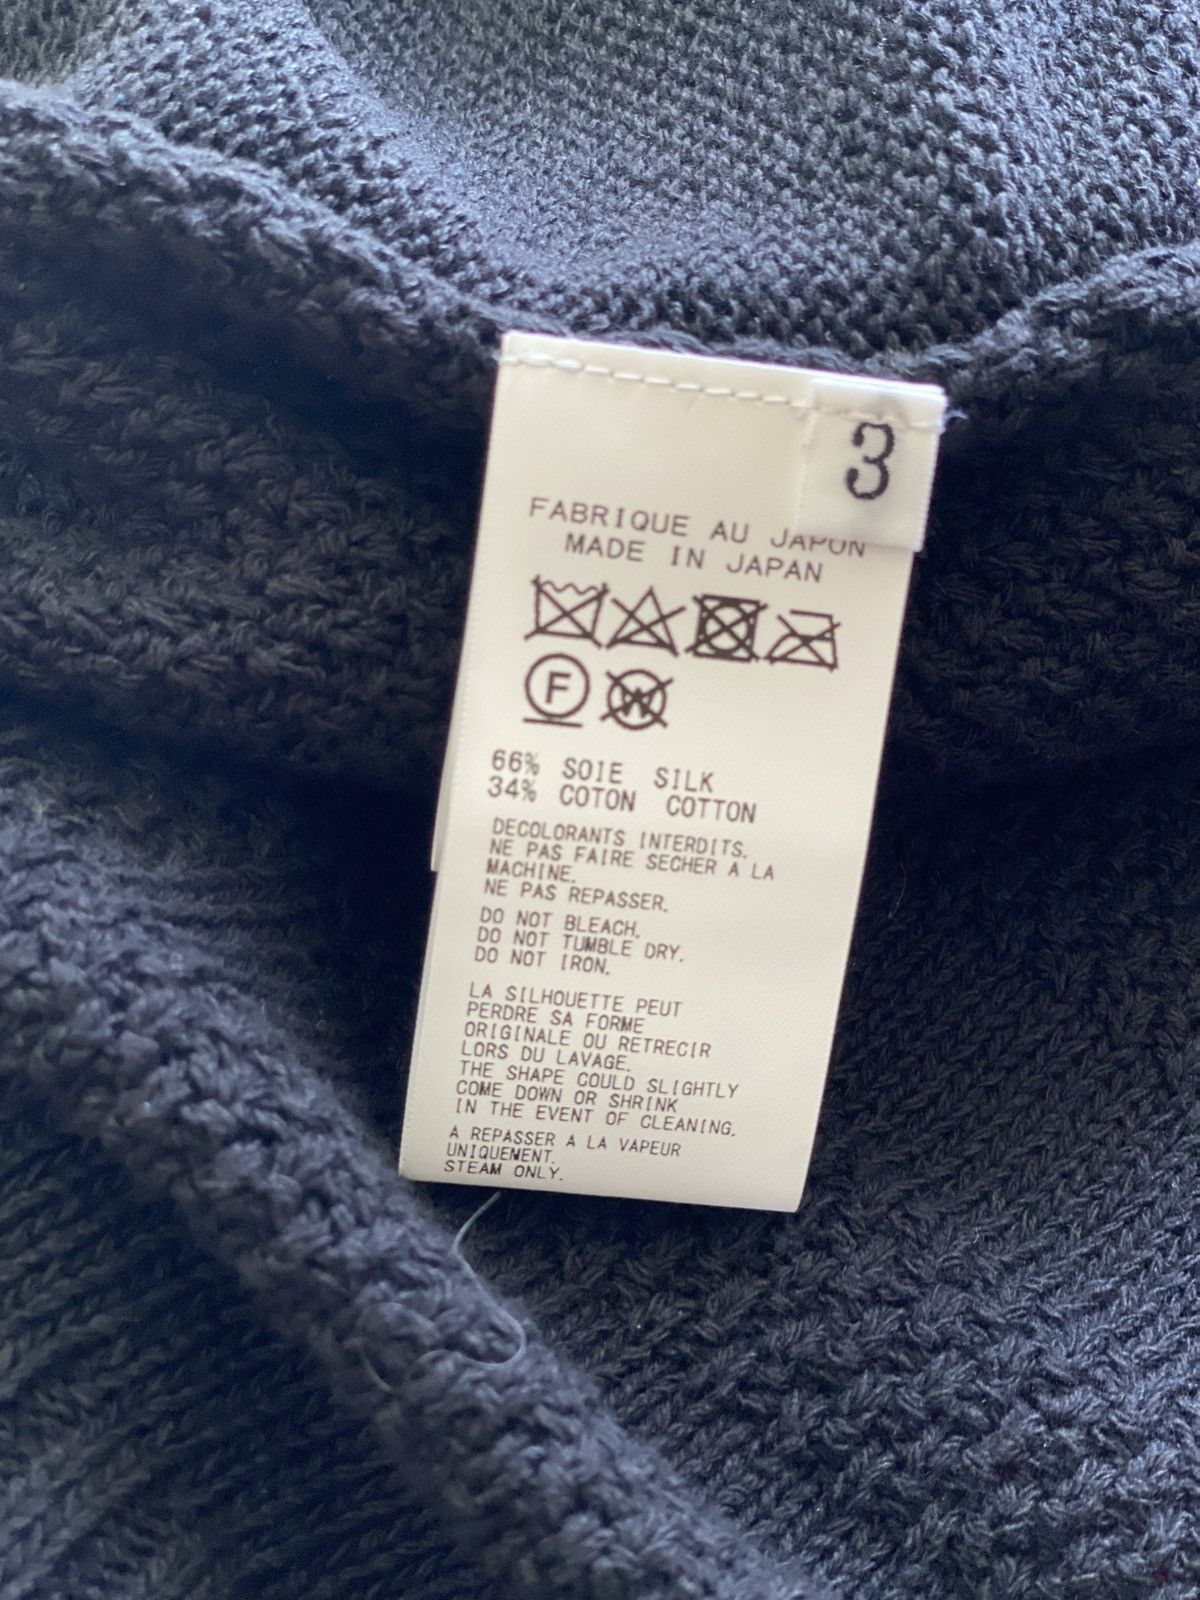 3
FABRIQUE AU JAPON
MADE IN JAPAN
F W
66% SOIE SILK
34% COTON COTTON
DECOLORANTS INTERDITS.
NE PAS FAIRE SECHER A LA
MACHINE.
NE PAS REPASSER.
DO NOT BLEACH.
DO NOT TUMBLE DRY.
DO NOT IRON.
LA SILHOUETTE PEUT
PERDRE SA FORME
ORIGINALE OU RETRECIR
LORS DU LAVAGE.
THE SHAPE COULD SLIGHTLY
COME DOWN OR SHRINK
IN THE EVENT OF CLEANING.
A REPASSER A LA VAPEUR
UNIQUEMENT.
STEAM ONLY.